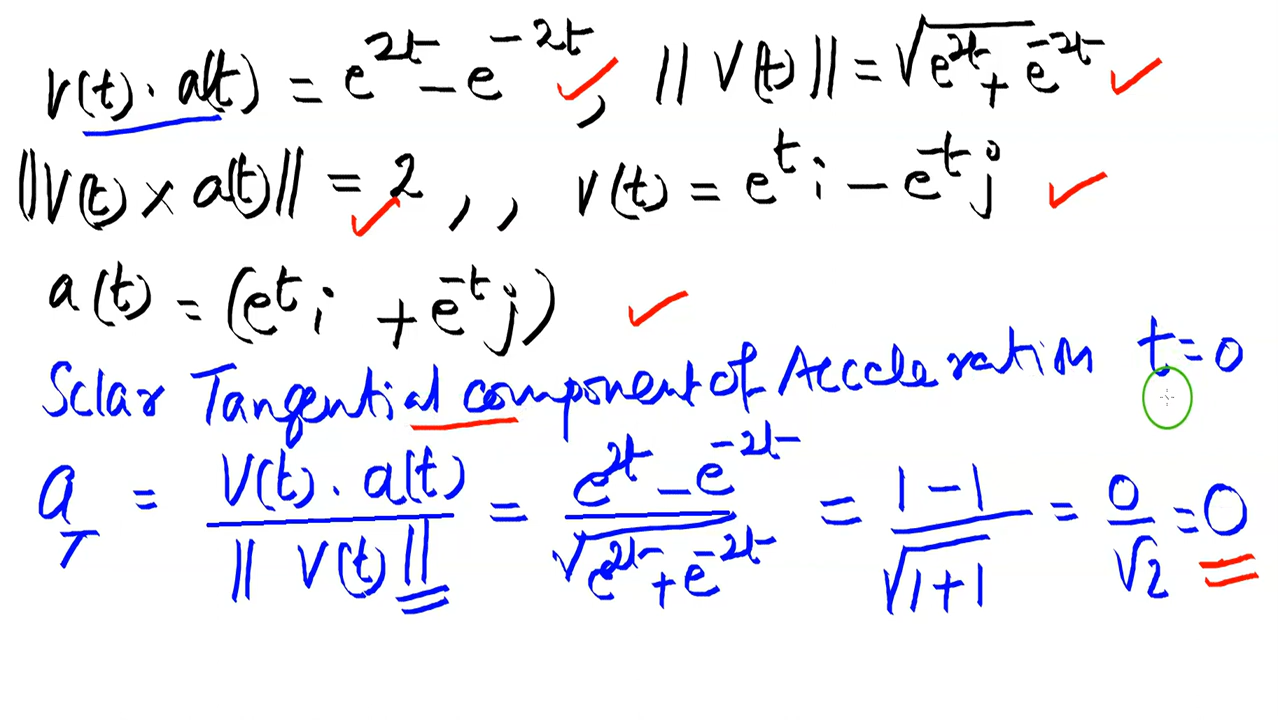 v(t) . a(t) = e^{2t} - e^{-2t} , || v(t) || = √(e^{2t} + e^{-2t})
||v(t) × a(t)|| = 2 , , v(t) = e^t i - e^{-t} j
a(t) = (e^t i + e^{-t} j)
Sclar Tangential component of Acceleration t=0
a_T = v(t) . a(t) / || v(t) || = (e^{2t} - e^{-2t}) / √(e^{2t} + e^{-2t}) = (1 - 1) / √(1+1) = 0/√2 = 0